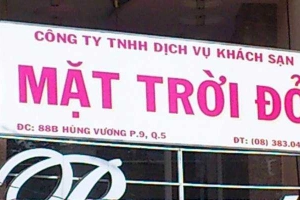 CÔNG TY TNHH DỊCH VỤ KHÁCH SẠN
MẶT TRỜI ĐỎ
ĐC: 88B HÙNG VƯƠNG P.9, Q.5 ĐT: (08) 383.04